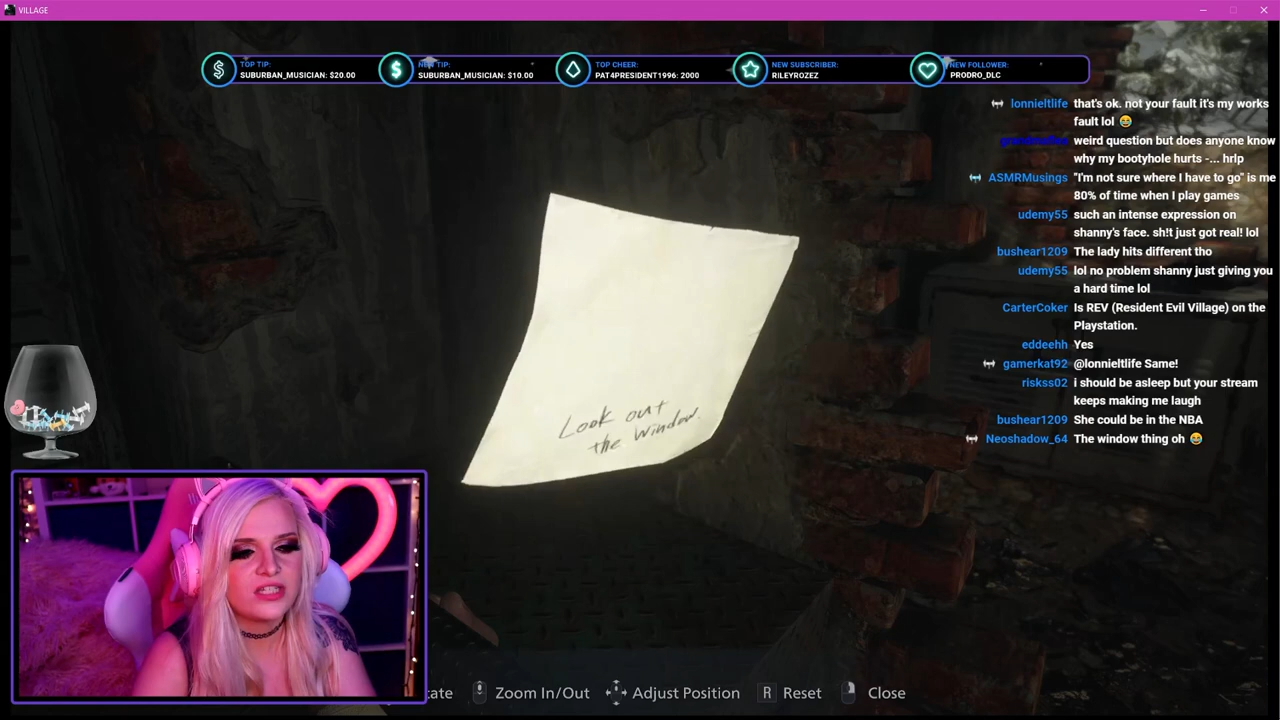 VILLAGE
TOP TIP:
SUBURBAN_MUSICIAN: $20.00
NEW TIP:
SUBURBAN_MUSICIAN: $10.00
TOP CHEER:
PAT4PRESIDENT1996: 2000
NEW SUBSCRIBER:
RILEYROZEZ
NEW FOLLOWER:
PRODRO_DLC
lonnieltlife that's ok. not your fault it's my works
fault lol 😂
weird question but does anyone know
why my bootyhole hurts -... hrlp
ASMRMusings "I'm not sure where I have to go" is me
80% of time when I play games
udemy55 such an intense expression on
shanny's face. sh!t just got real! lol
bushear1209 The lady hits different tho
udemy55 lol no problem shanny just giving you
a hard time lol
CarterCoker Is REV (Resident Evil Village) on the
Playstation.
eddeehh Yes
gamerkat92 @lonnieltlife Same!
riskss02 i should be asleep but your stream
keeps making me laugh
bushear1209 She could be in the NBA
Neoshadow_64 The window thing oh 😂
Look out
the Window.
Zoom In/Out Adjust Position R Reset Close